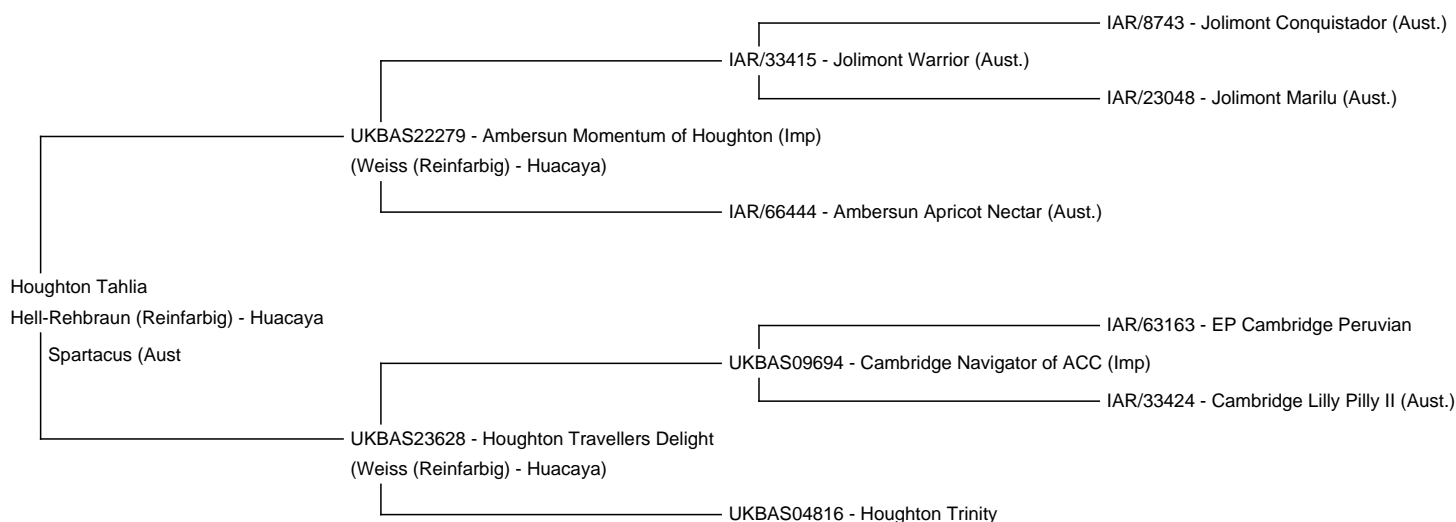 IAR/8743 - Jolimont Conquistador (Aust.)
IAR/33415 - Jolimont Warrior (Aust.)
IAR/23048 - Jolimont Marilu (Aust.)
UKBAS22279 - Ambersun Momentum of Houghton (Imp)
(Weiss (Reinfarbig) - Huacaya)
IAR/66444 - Ambersun Apricot Nectar (Aust.)
Houghton Tahlia
Hell-Rehbraun (Reinfarbig) - Huacaya
IAR/63163 - EP Cambridge Peruvian
Spartacus (Aust
UKBAS09694 - Cambridge Navigator of ACC (Imp)
IAR/33424 - Cambridge Lilly Pilly II (Aust.)
UKBAS23628 - Houghton Travellers Delight
(Weiss (Reinfarbig) - Huacaya)
UKBAS04816 - Houghton Trinity